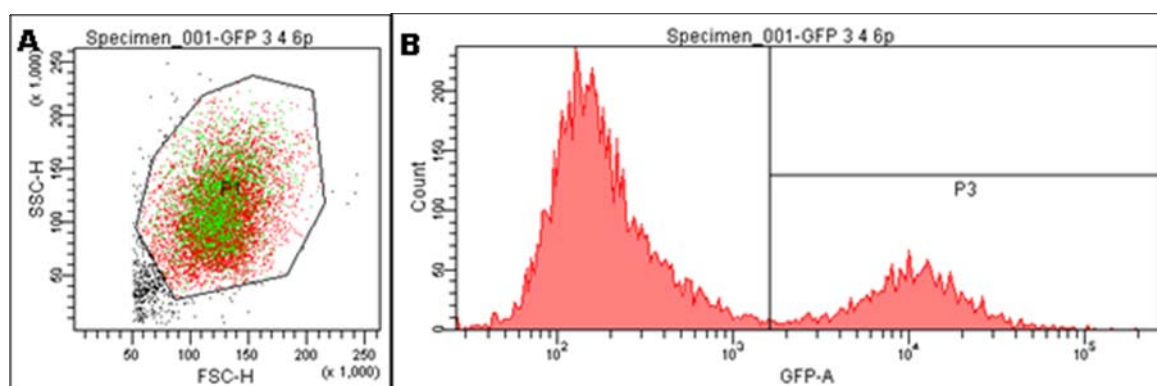 A
Specimen_001-GFP 3 4 6p
(x 1,000)
250
200
150
100
50
SSC-H
P1
50 100 150 200 250
FSC-H
(x 1,000)
B
Specimen_001-GFP 3 4 6p
Count
200
150
100
50
0
P3
10²
10³
10⁴
10⁵
GFP-A